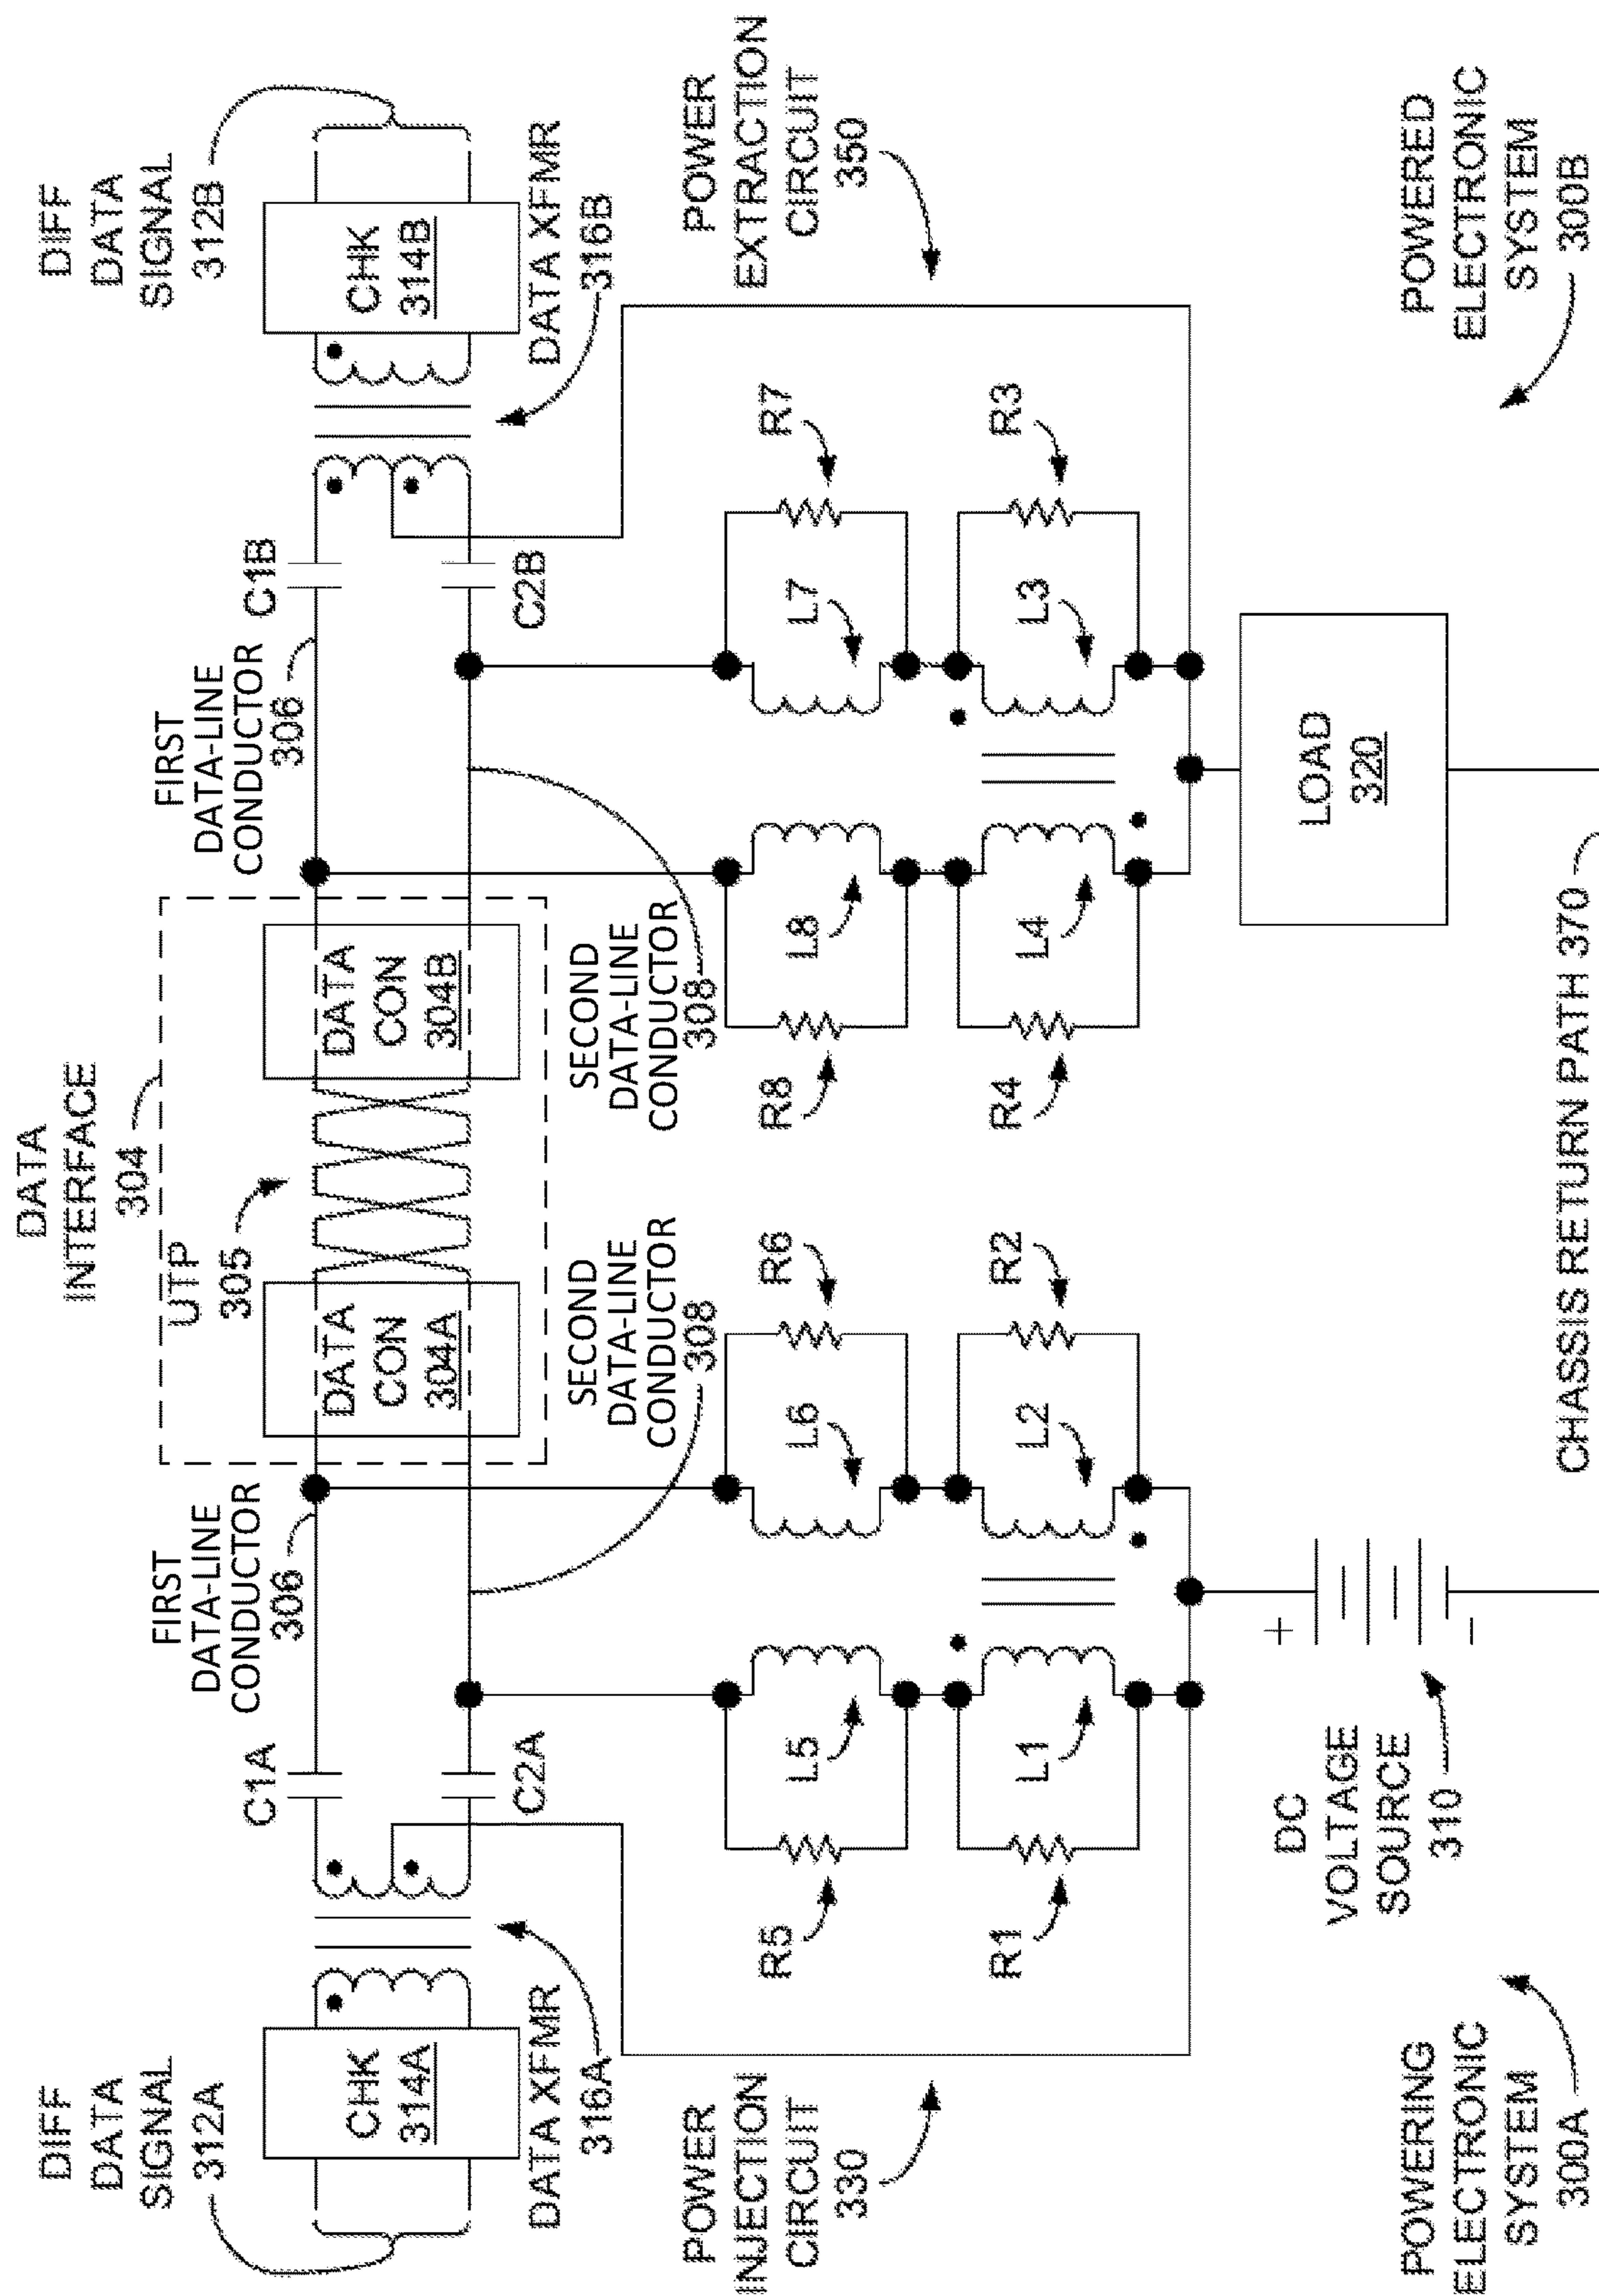 DIFF
DATA
SIGNAL
312A
CHK
314A
DATA XFMR
316A
C1A
C2A
FIRST
DATA-LINE
CONDUCTOR
306
SECOND
DATA-LINE
CONDUCTOR
308
DATA
INTERFACE
304
UTP
305
DATA
CON
304A
DATA
CON
304B
FIRST
DATA-LINE
CONDUCTOR
306
SECOND
DATA-LINE
CONDUCTOR
308
C1B
C2B
DIFF
DATA
SIGNAL
312B
CHK
314B
DATA XFMR
316B
POWER
INJECTION
CIRCUIT
330
R5
L5
L6
R6
R8
L8
L7
R7
POWER
EXTRACTION
CIRCUIT
350
R1
L1
L2
R2
R4
L4
L3
R3
DC
VOLTAGE
SOURCE
310
+
-
LOAD
320
POWERING
ELECTRONIC
SYSTEM
300A
CHASSIS RETURN PATH 370
POWERED
ELECTRONIC
SYSTEM
300B